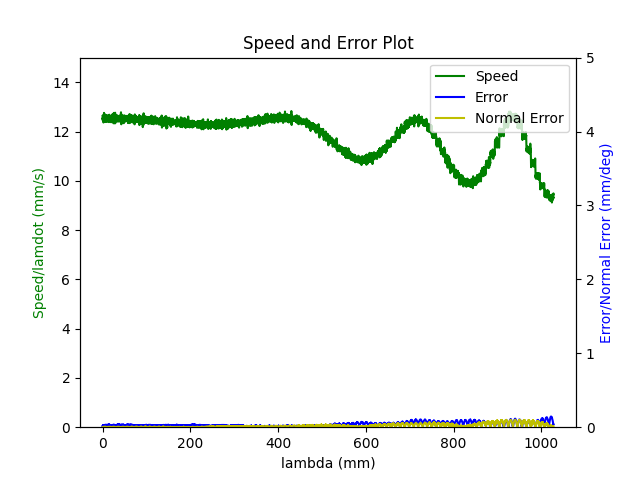 Speed and Error Plot
Speed
Error
Normal Error
14
12
10
8
6
4
2
0
5
4
3
2
1
0
0
200
400
600
800
1000
Speed/lamdot (mm/s)
Error/Normal Error (mm/deg)
lambda (mm)